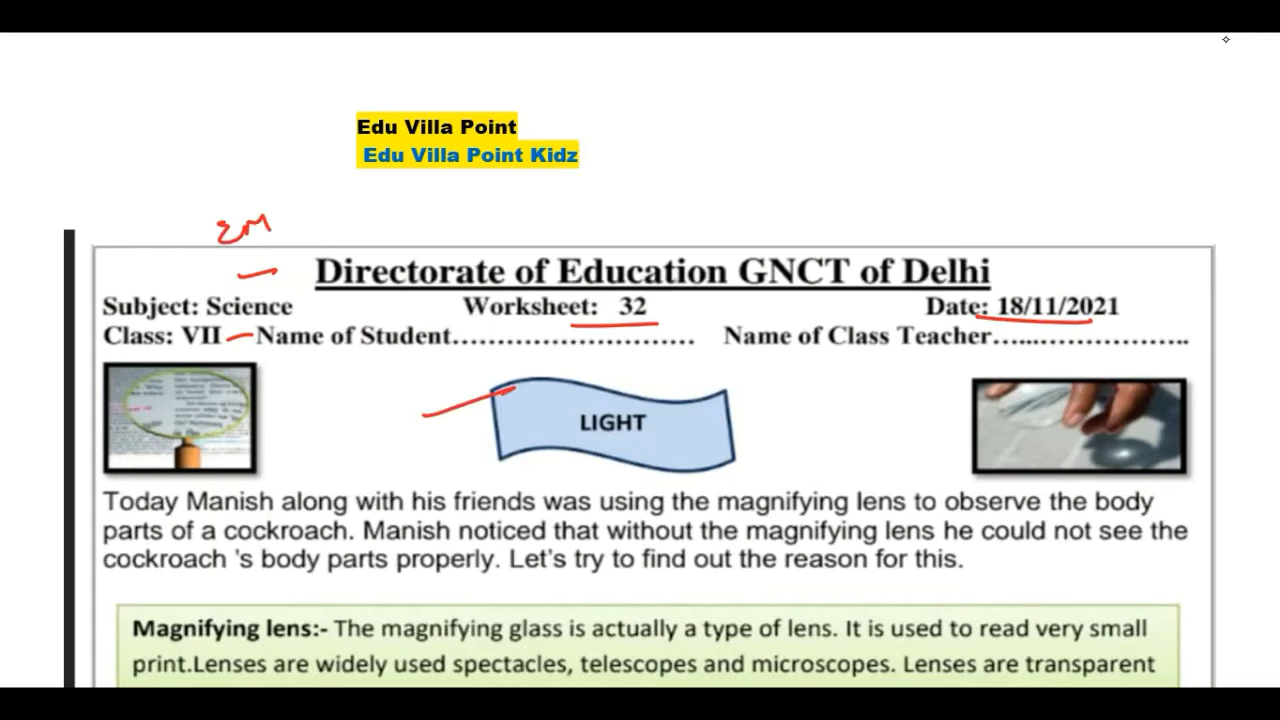 Edu Villa Point
Edu Villa Point Kidz
EM
Directorate of Education GNCT of Delhi
Subject: Science Worksheet: 32 Date: 18/11/2021
Class: VII Name of Student........................... Name of Class Teacher…...……………..
LIGHT
Today Manish along with his friends was using the magnifying lens to observe the body
parts of a cockroach. Manish noticed that without the magnifying lens he could not see the
cockroach 's body parts properly. Let's try to find out the reason for this.
Magnifying lens:- The magnifying glass is actually a type of lens. It is used to read very small
print.Lenses are widely used spectacles, telescopes and microscopes. Lenses are transparent